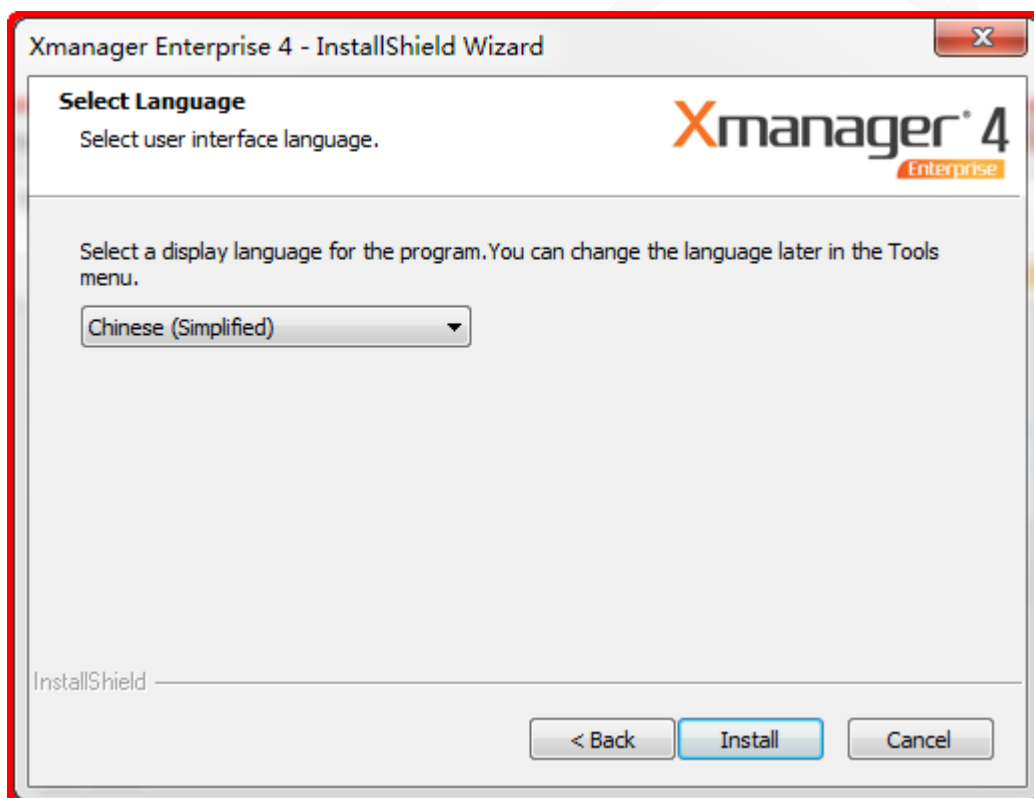 Xmanager Enterprise 4 - InstallShield Wizard
x
Select Language
Select user interface language.
Xmanager® 4
Enterprise
Select a display language for the program.You can change the language later in the Tools
menu.
Chinese (Simplified)
InstallShield
< Back
Install
Cancel